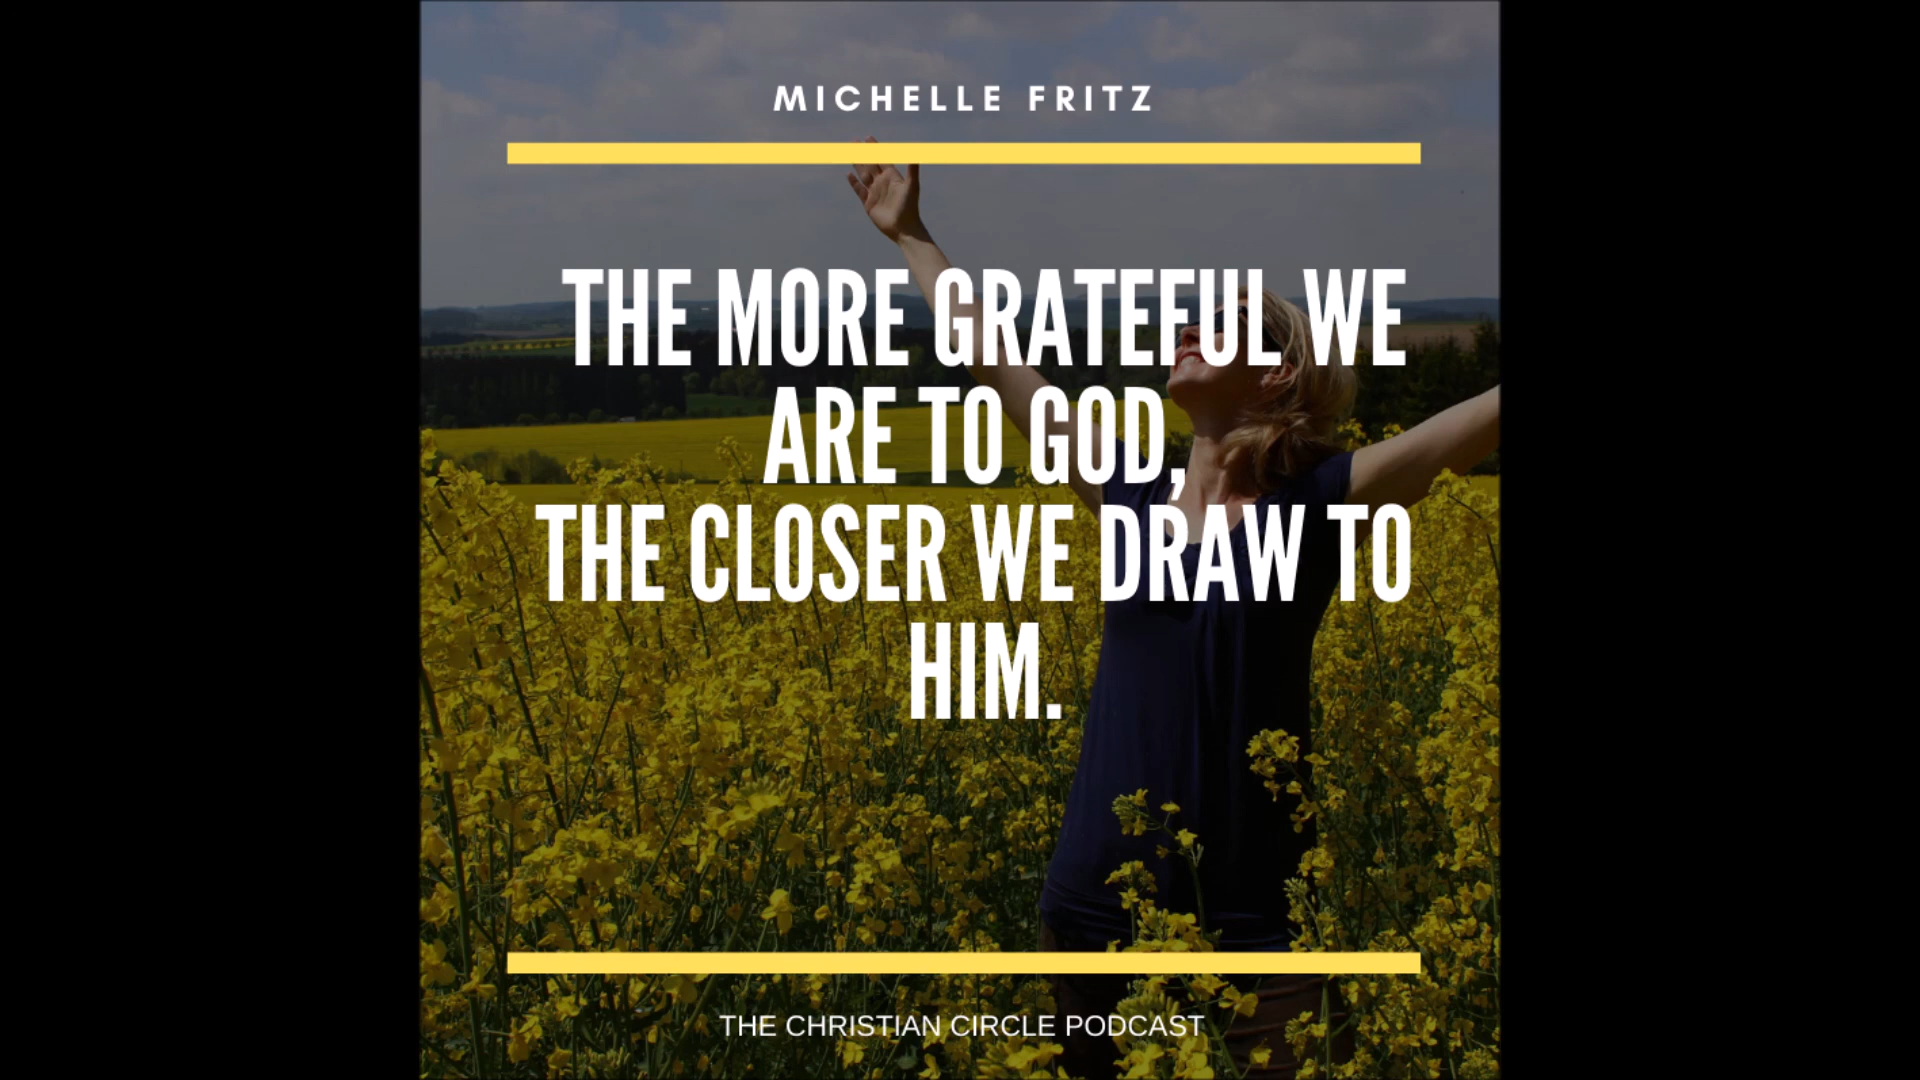 MICHELLE FRITZ
THE MORE GRATEFUL WE
ARE TO GOD,
THE CLOSER WE DRAW TO
HIM.
THE CHRISTIAN CIRCLE PODCAST